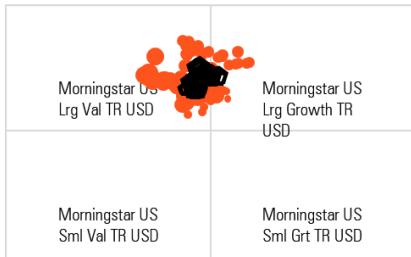 Morningstar US
Lrg Val TR USD
Morningstar US
Lrg Growth TR
USD
Morningstar US
Sml Val TR USD
Morningstar US
Sml Grt TR USD